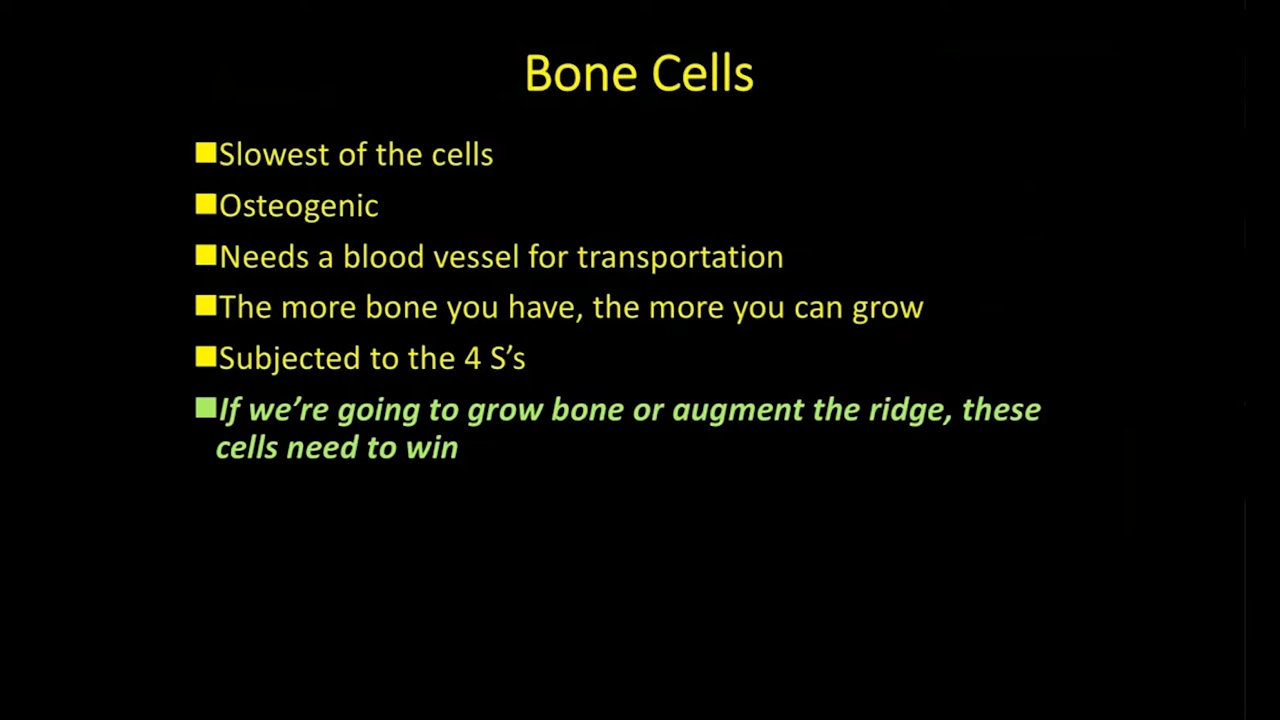 Bone Cells
Slowest of the cells
Osteogenic
Needs a blood vessel for transportation
The more bone you have, the more you can grow
Subjected to the 4 S’s
If we’re going to grow bone or augment the ridge, these
cells need to win